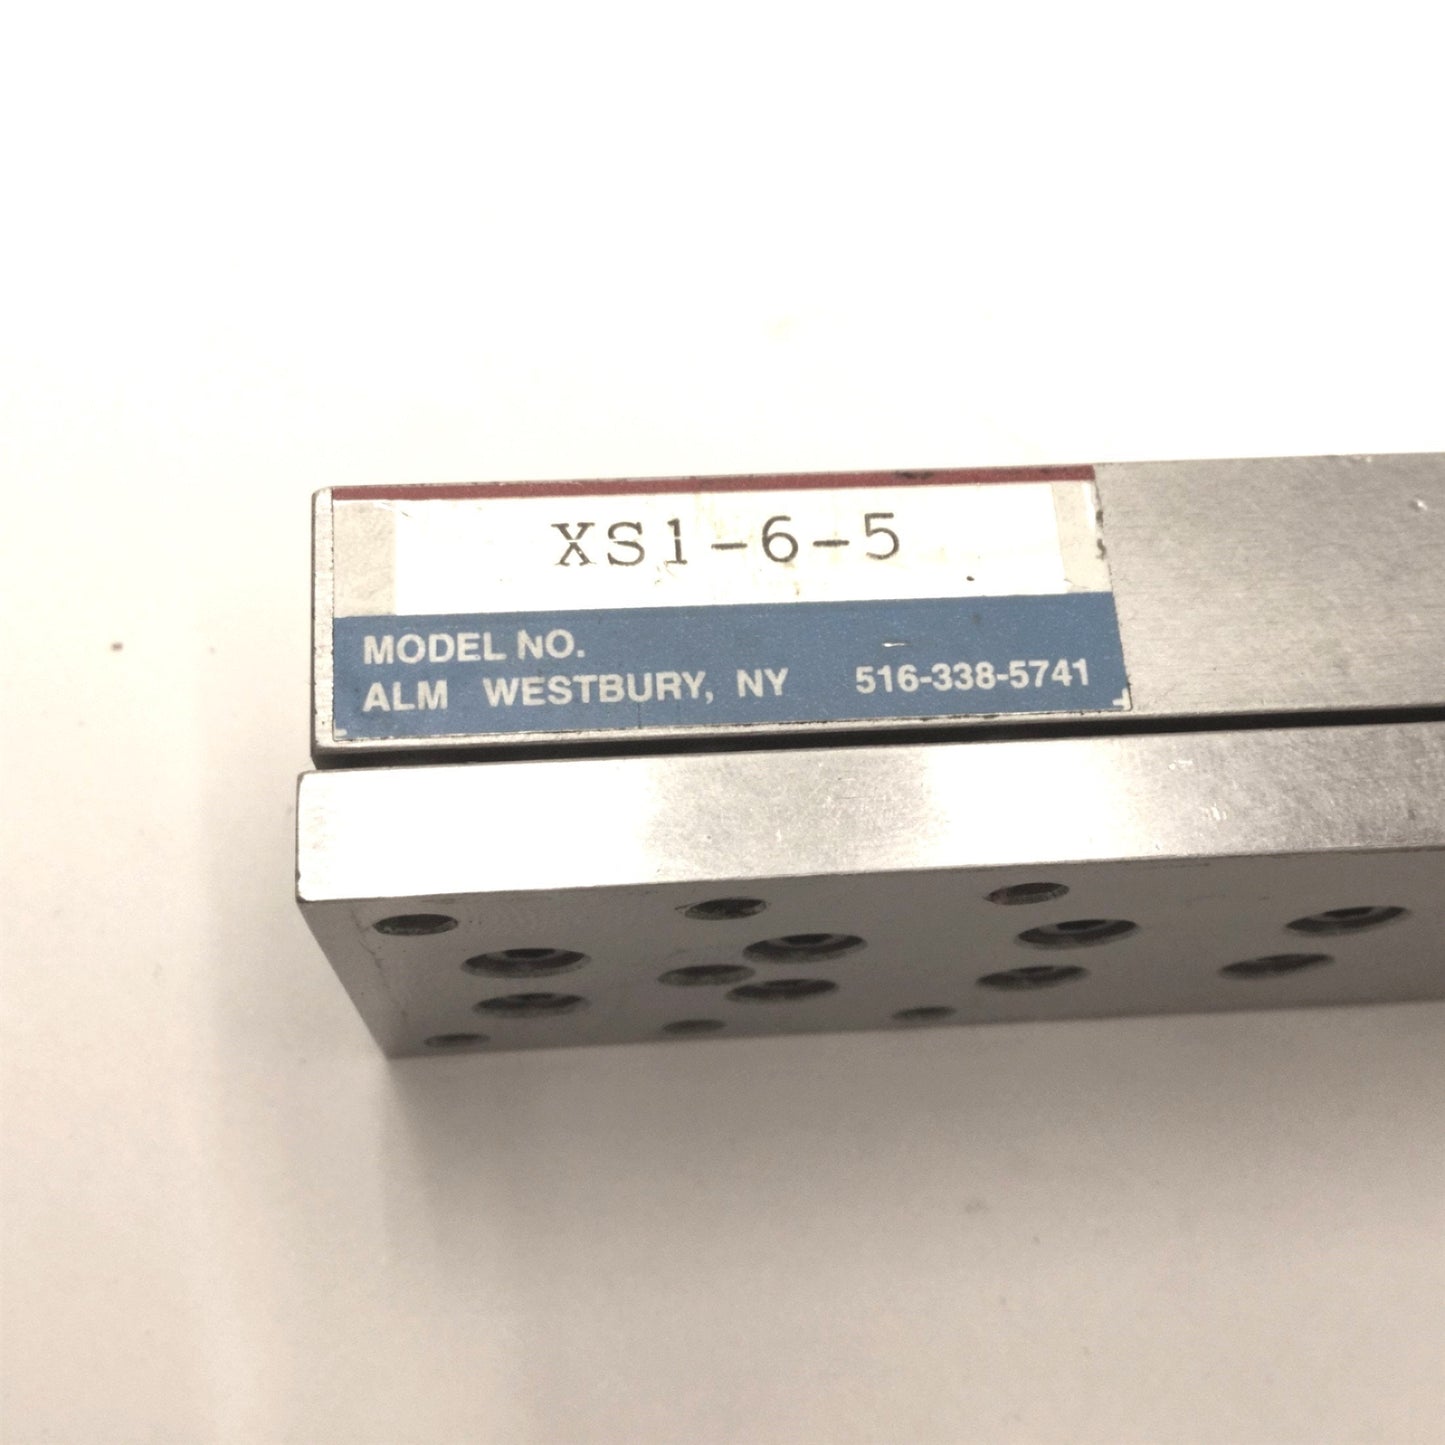 XS1-6-5
MODEL NO.
ALM WESTBURY, NY 516-338-5741